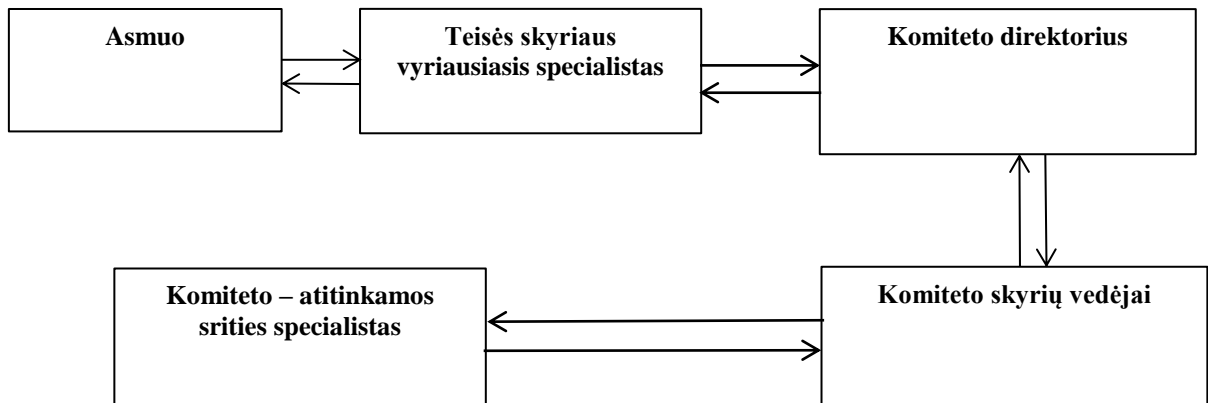 Asmuo
Teisės skyriaus
vyriausiasis specialistas
Komiteto direktorius
Komiteto – atitinkamos
srities specialistas
Komiteto skyrių vedėjai